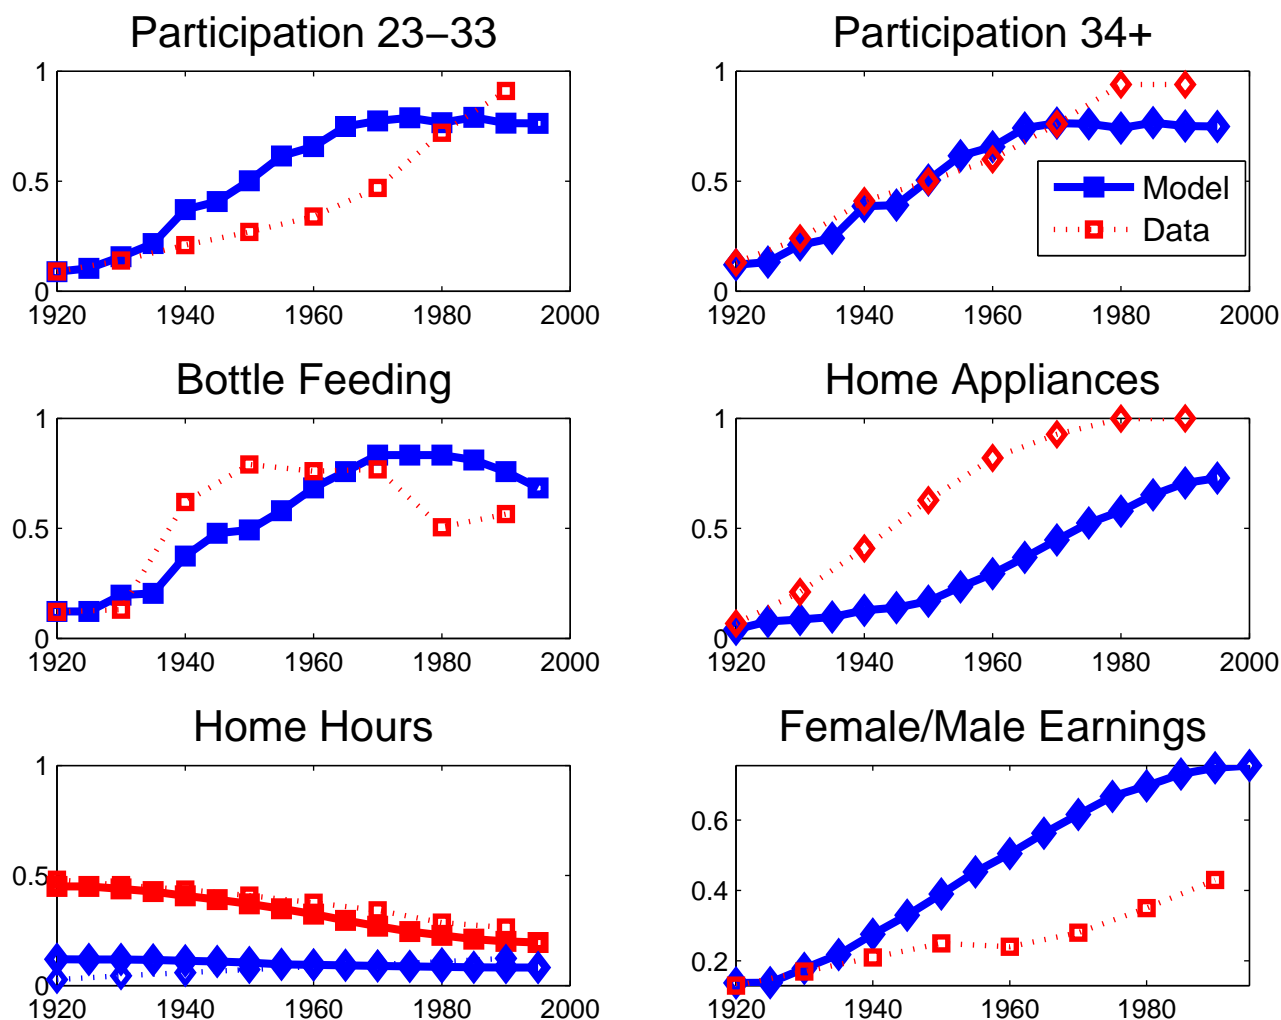 Participation 23–33
1
0.5
0
1920 1940 1960 1980 2000
Participation 34+
1
0.5
0
1920 1940 1960 1980 2000
Model
Data
Bottle Feeding
1
0.5
0
1920 1940 1960 1980 2000
Home Appliances
1
0.5
0
1920 1940 1960 1980 2000
Home Hours
1
0.5
0
1920 1940 1960 1980 2000
Female/Male Earnings
0.6
0.4
0.2
1920 1940 1960 1980